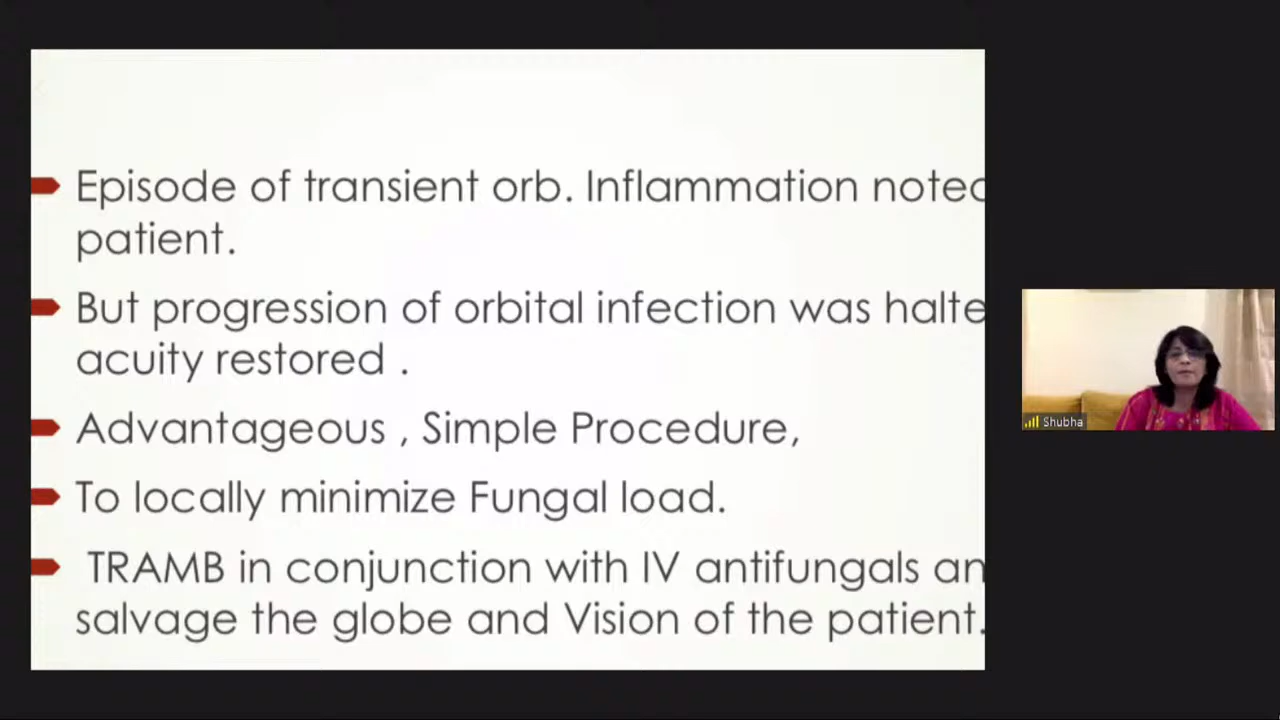 Episode of transient orb. Inflammation noted
patient.
But progression of orbital infection was halte
acuity restored .
Advantageous , Simple Procedure,
To locally minimize Fungal load.
TRAMB in conjunction with IV antifungals an
salvage the globe and Vision of the patient.
Shubha